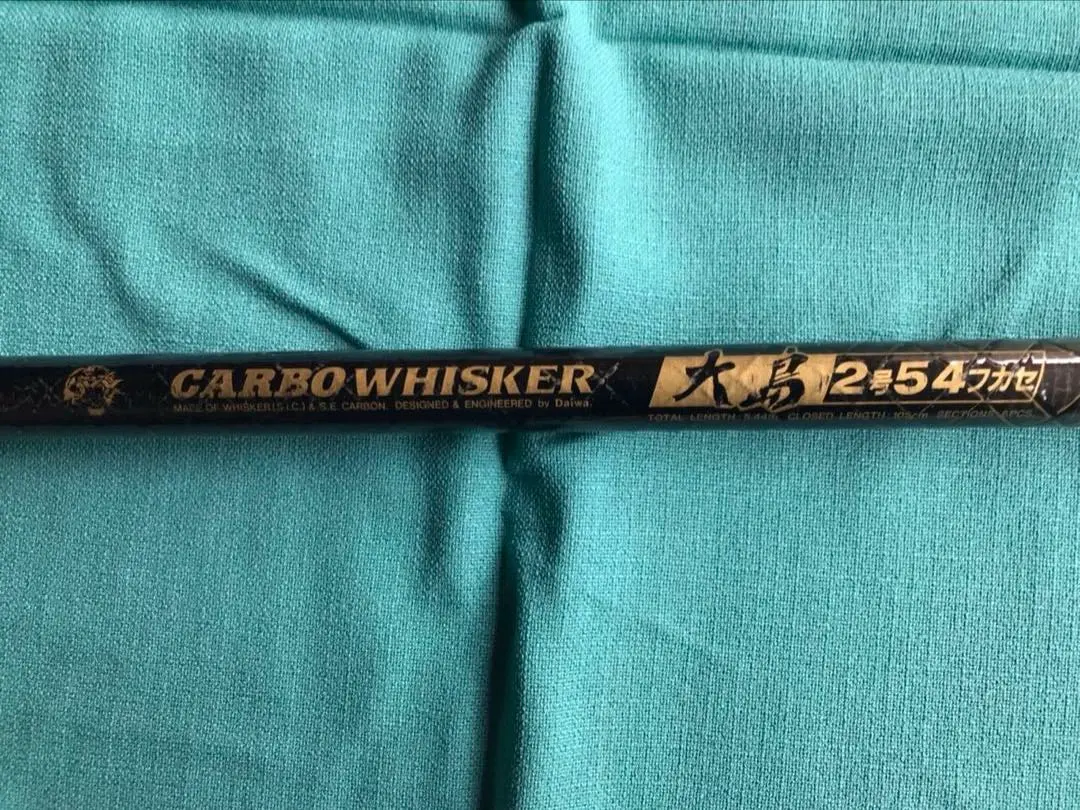 CARBOWHISKER
MADE OF WHISKER(S.I.C.) & S.E. CARBON. DESIGNED & ENGINEERED by Daiwa.
大島 2号54フカセ
TOTAL LENGTH 5.44m CLOSED LENGTH 105cm SECTIONS 6PCS.